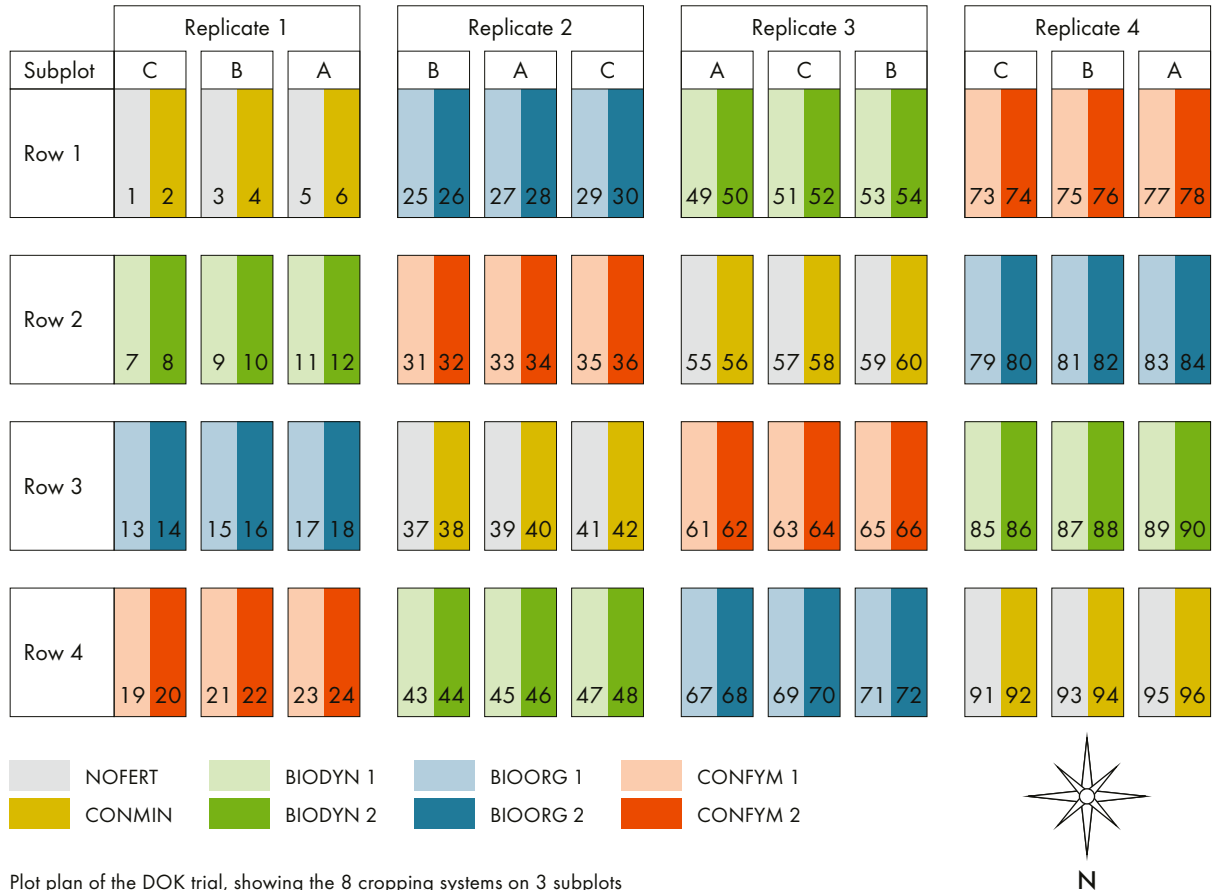 Replicate 1 Replicate 2 Replicate 3 Replicate 4
Subplot C B A B A C A C B C B A
Row 1
1 2 3 4 5 6 25 26 27 28 29 30 49 50 51 52 53 54 73 74 75 76 77 78
Row 2
7 8 9 10 11 12 31 32 33 34 35 36 55 56 57 58 59 60 79 80 81 82 83 84
Row 3
13 14 15 16 17 18 37 38 39 40 41 42 61 62 63 64 65 66 85 86 87 88 89 90
Row 4
19 20 21 22 23 24 43 44 45 46 47 48 67 68 69 70 71 72 91 92 93 94 95 96
NOFERT BIODYN 1 BIOORG 1 CONFYM 1
CONMIN BIODYN 2 BIOORG 2 CONFYM 2
N
Plot plan of the DOK trial, showing the 8 cropping systems on 3 subplots